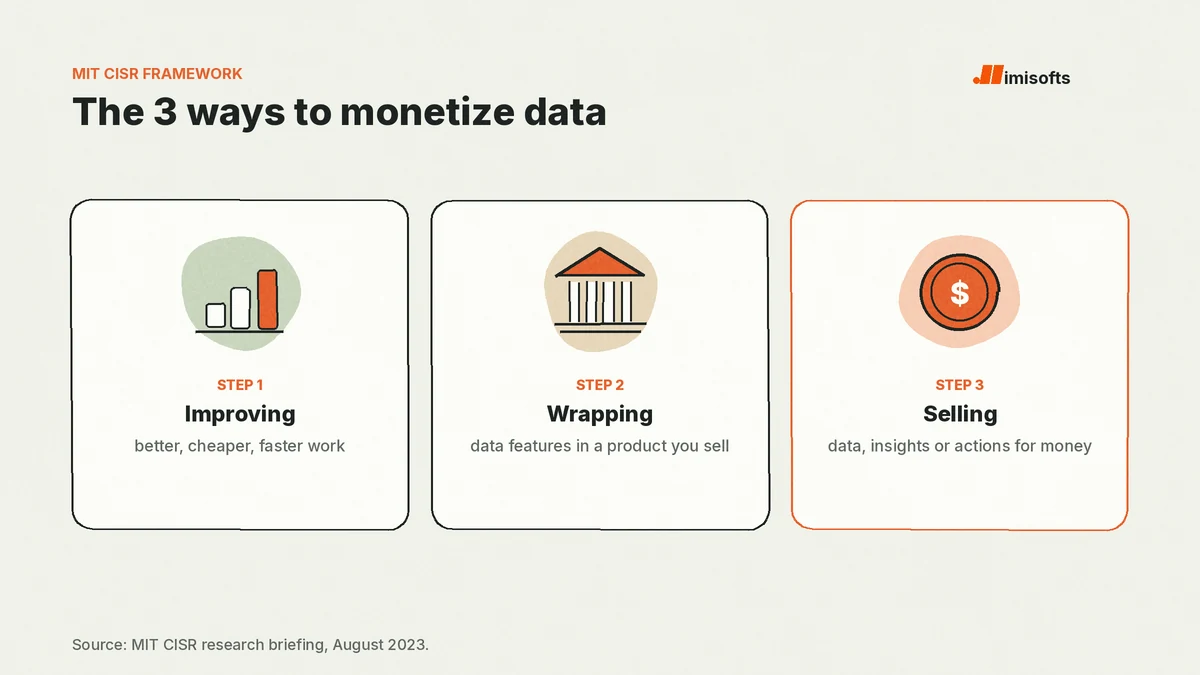 MIT CISR FRAMEWORK
The 3 ways to monetize data
imisofts
STEP 1
Improving
better, cheaper, faster work
STEP 2
Wrapping
data features in a product you sell
$
STEP 3
Selling
data, insights or actions for money
Source: MIT CISR research briefing, August 2023.